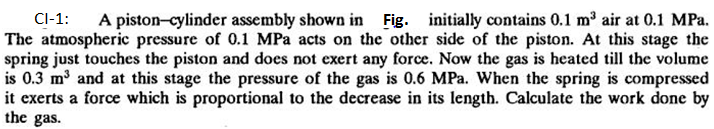 CI-1: A piston–cylinder assembly shown in Fig. initially contains 0.1 m³ air at 0.1 MPa.
The atmospheric pressure of 0.1 MPa acts on the other side of the piston. At this stage the
spring just touches the piston and does not exert any force. Now the gas is heated till the volume
is 0.3 m³ and at this stage the pressure of the gas is 0.6 MPa. When the spring is compressed
it exerts a force which is proportional to the decrease in its length. Calculate the work done by
the gas.